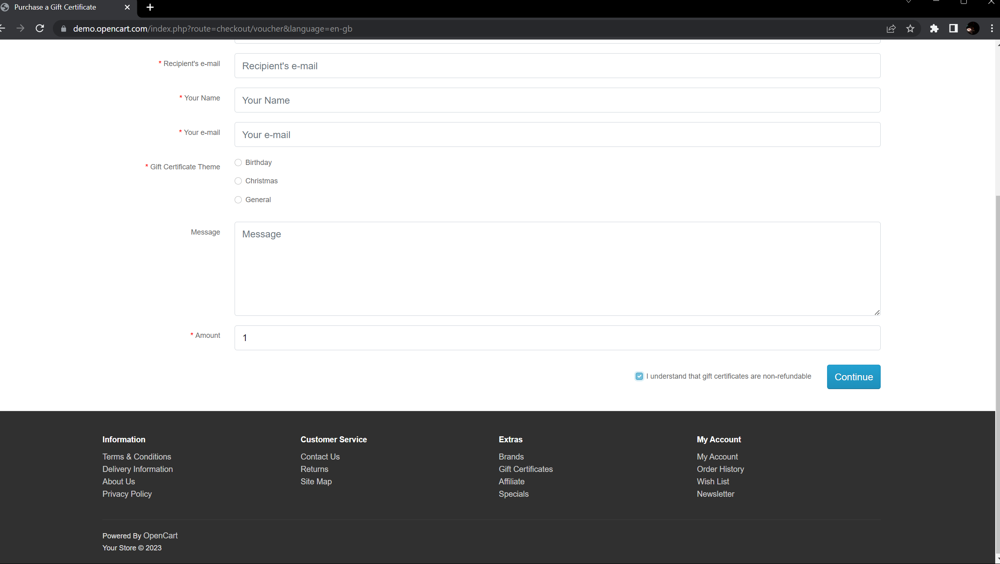 Purchase a Gift Certificate
demo.opencart.com/index.php?route=checkout/voucher&language=en-gb
* Recipient's e-mail
Recipient's e-mail
* Your Name
Your Name
* Your e-mail
Your e-mail
* Gift Certificate Theme
Birthday
Christmas
General
Message
Message
* Amount
1
I understand that gift certificates are non-refundable
Continue
Information
Terms & Conditions
Delivery Information
About Us
Privacy Policy
Customer Service
Contact Us
Returns
Site Map
Extras
Brands
Gift Certificates
Affiliate
Specials
My Account
My Account
Order History
Wish List
Newsletter
Powered By OpenCart
Your Store © 2023